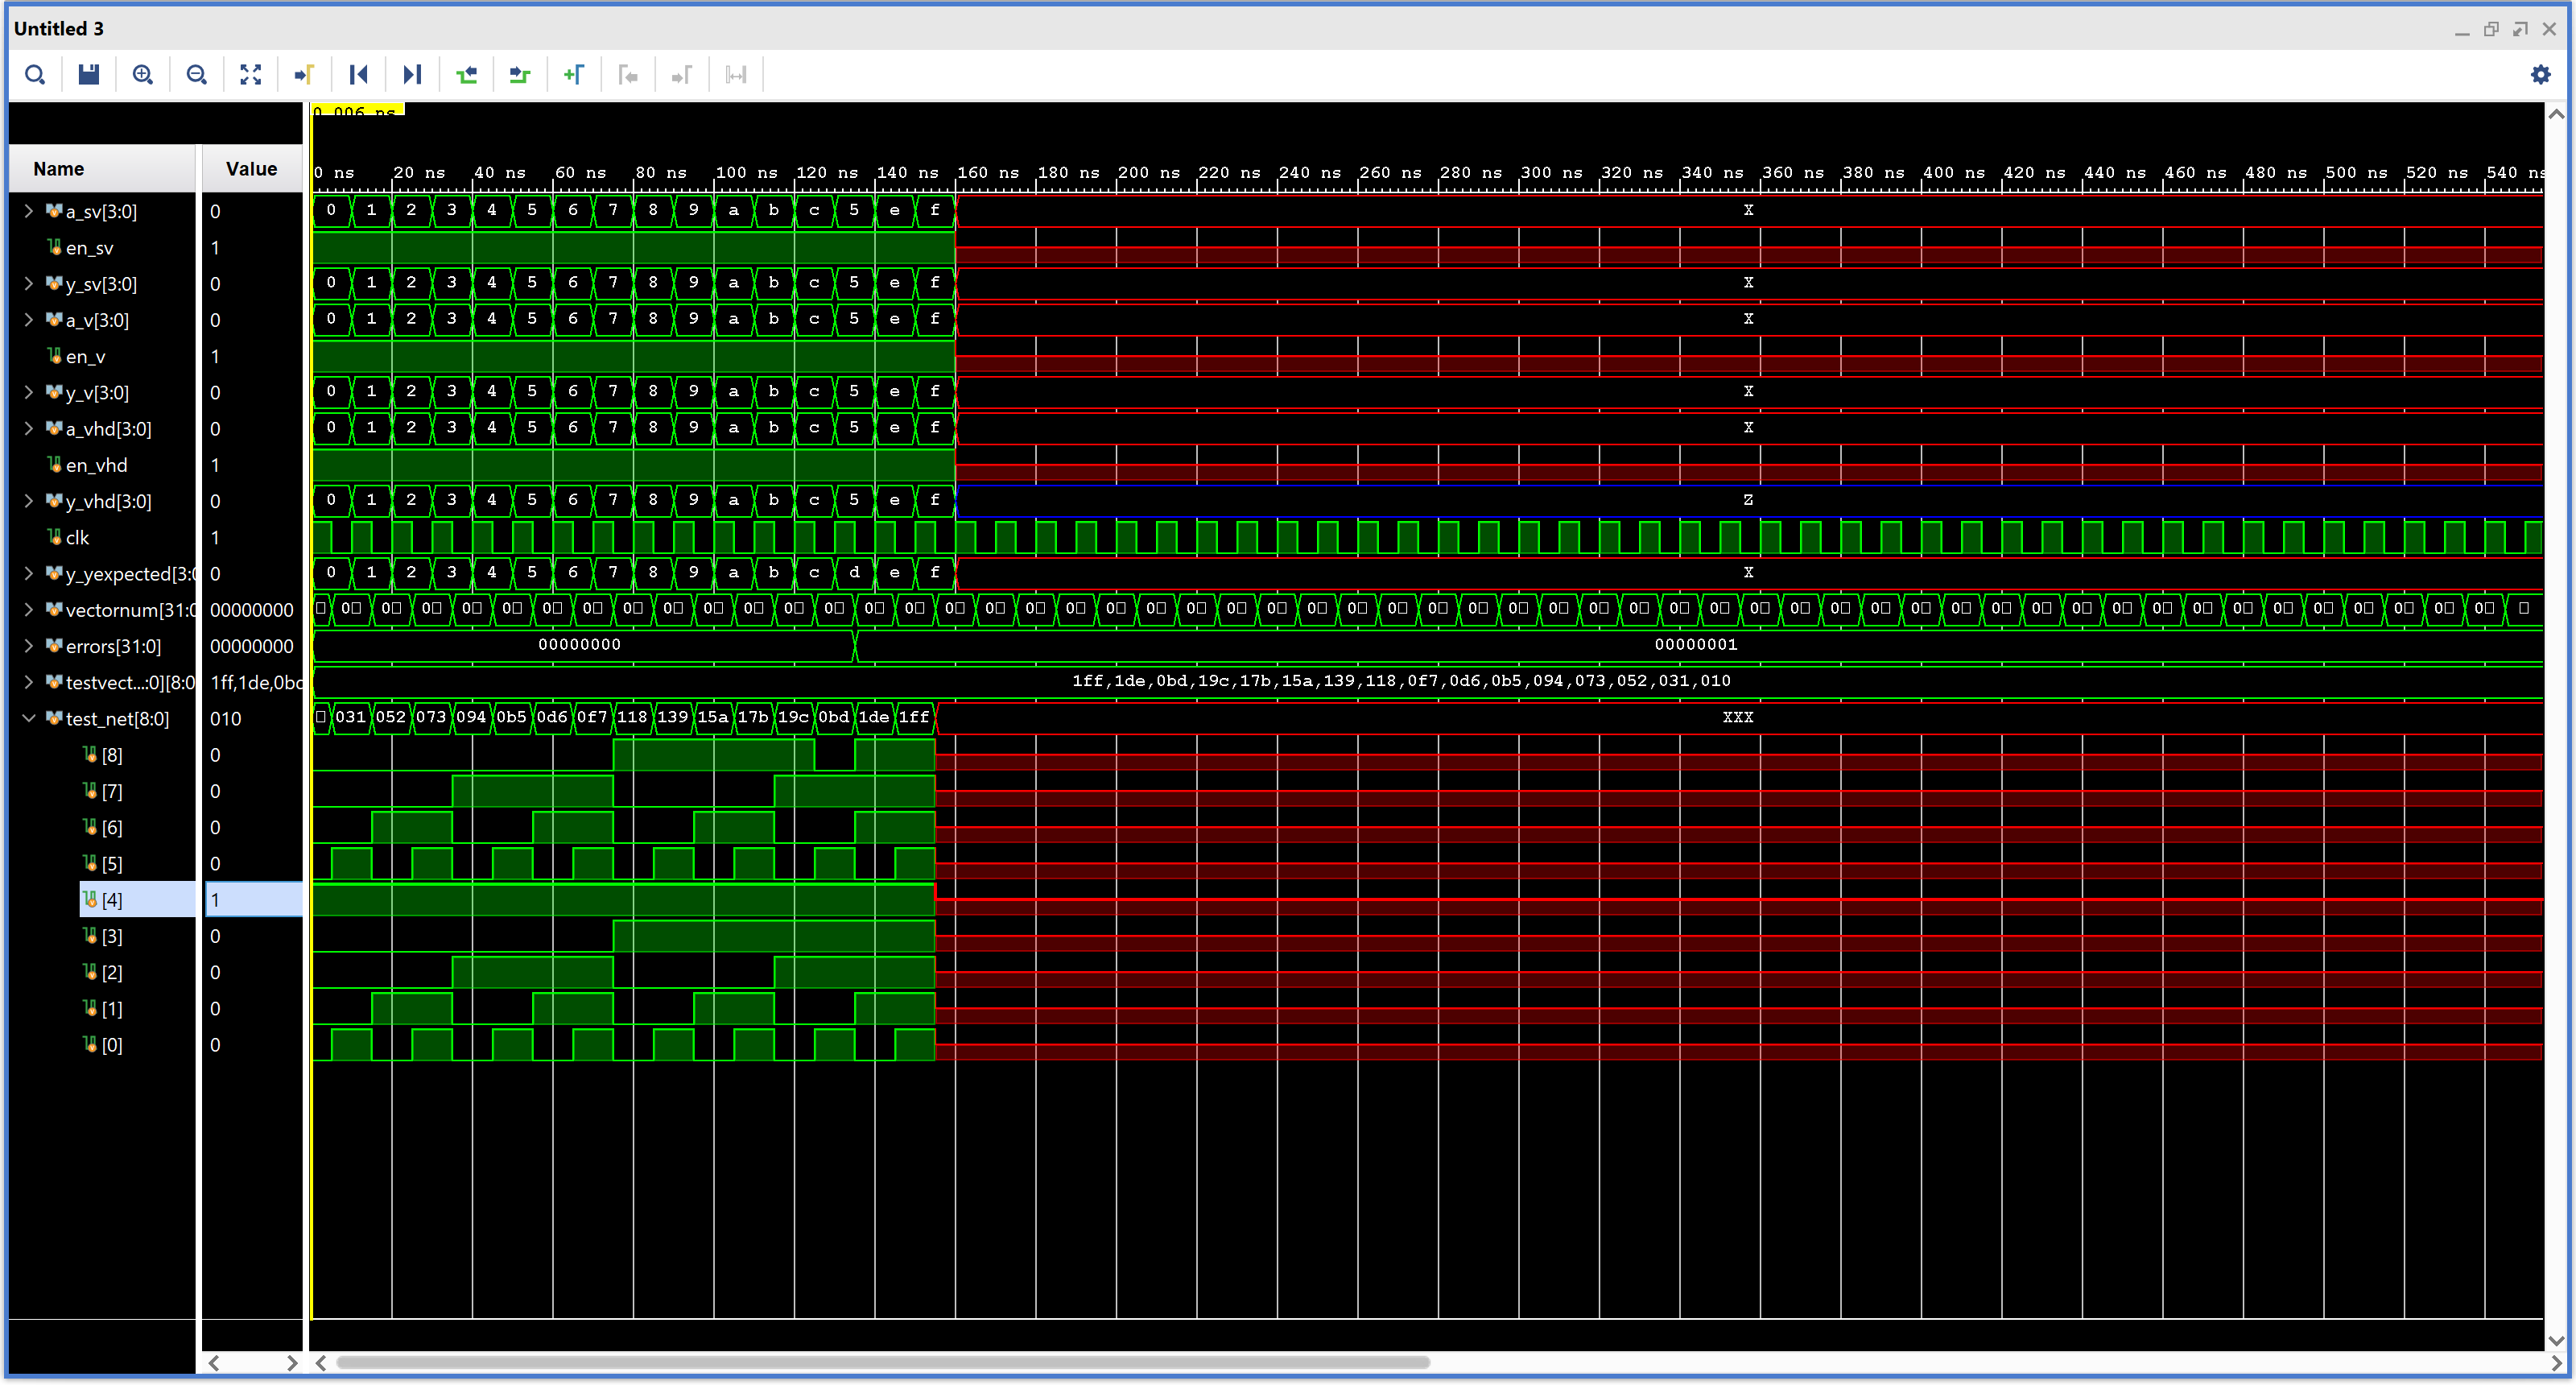 Untitled 3
0.006 ns
Name Value
0 ns 20 ns 40 ns 60 ns 80 ns 100 ns 120 ns 140 ns 160 ns 180 ns 200 ns 220 ns 240 ns 260 ns 280 ns 300 ns 320 ns 340 ns 360 ns 380 ns 400 ns 420 ns 440 ns 460 ns 480 ns 500 ns 520 ns 540 ns
a_sv[3:0] 0 0 1 2 3 4 5 6 7 8 9 a b c 5 e f X
en_sv 1
y_sv[3:0] 0 0 1 2 3 4 5 6 7 8 9 a b c 5 e f X
a_v[3:0] 0 0 1 2 3 4 5 6 7 8 9 a b c 5 e f X
en_v 1
y_v[3:0] 0 0 1 2 3 4 5 6 7 8 9 a b c 5 e f X
a_vhd[3:0] 0 0 1 2 3 4 5 6 7 8 9 a b c 5 e f X
en_vhd 1
y_vhd[3:0] 0 0 1 2 3 4 5 6 7 8 9 a b c 5 e f Z
clk 1
y_yexpected[3:0 0 0 1 2 3 4 5 6 7 8 9 a b c d e f X
vectornum[31:0 00000000 0 0 0 0 0 0 0 0 0 0 0 0 0 0 0 0 0 0 0 0 0 0 0 0 0 0 0 0 0 0 0 0 0 0 0 0 0 0 0 0 0 0 0 0 0 0 0 0 0 0 0 0 0 0
errors[31:0] 00000000 00000000 00000001
testvect...:0][8:0 1ff,1de,0bd 1ff,1de,0bd,19c,17b,15a,139,118,0f7,0d6,0b5,094,073,052,031,010
test_net[8:0] 010 031 052 073 094 0b5 0d6 0f7 118 139 15a 17b 19c 0bd 1de 1ff XXX
[8] 0
[7] 0
[6] 0
[5] 0
[4] 1
[3] 0
[2] 0
[1] 0
[0] 0